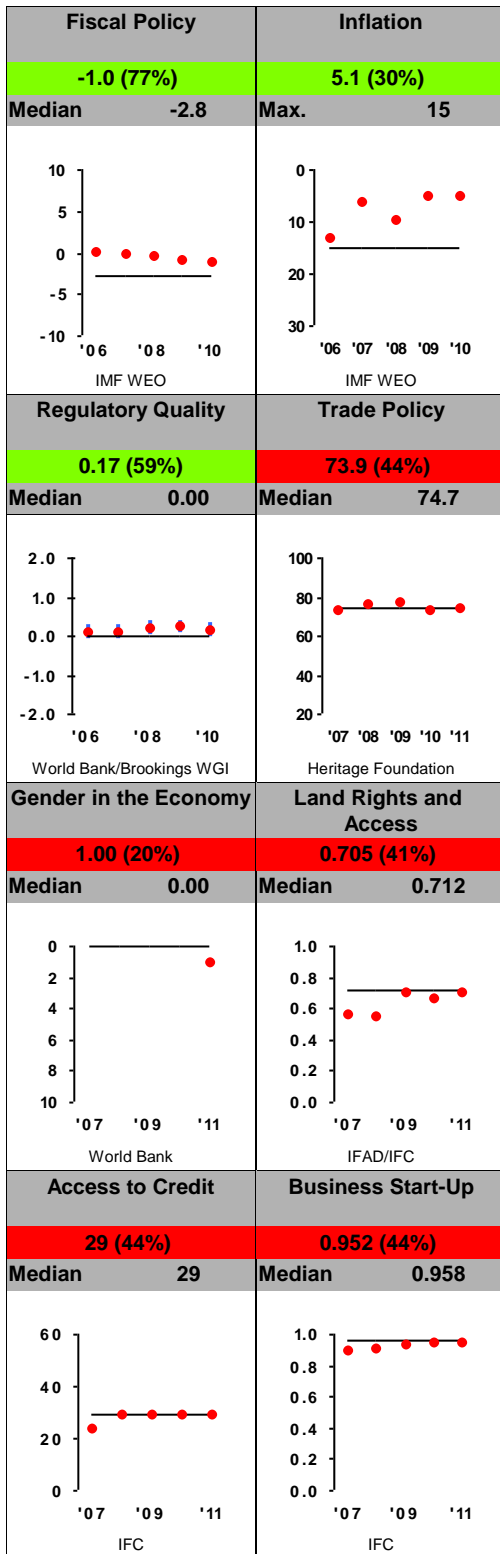 Fiscal Policy
-1.0 (77%)
Median -2.8
10
5
0
-5
-10
'06 '08 '10
IMF WEO
Inflation
5.1 (30%)
Max. 15
0
10
20
30
'06 '07 '08 '09 '10
IMF WEO
Regulatory Quality
0.17 (59%)
Median 0.00
2.0
1.0
0.0
-1.0
-2.0
'06 '08 '10
World Bank/Brookings WGI
Trade Policy
73.9 (44%)
Median 74.7
100
80
60
40
20
'07 '08 '09 '10 '11
Heritage Foundation
Gender in the Economy
1.00 (20%)
Median 0.00
0
2
4
6
8
10
'07 '09 '11
World Bank
Land Rights and
Access
0.705 (41%)
Median 0.712
1.0
0.8
0.6
0.4
0.2
0.0
'07 '09 '11
IFAD/IFC
Access to Credit
29 (44%)
Median 29
60
40
20
0
'07 '09 '11
IFC
Business Start-Up
0.952 (44%)
Median 0.958
1.0
0.8
0.6
0.4
0.2
0.0
'07 '09 '11
IFC